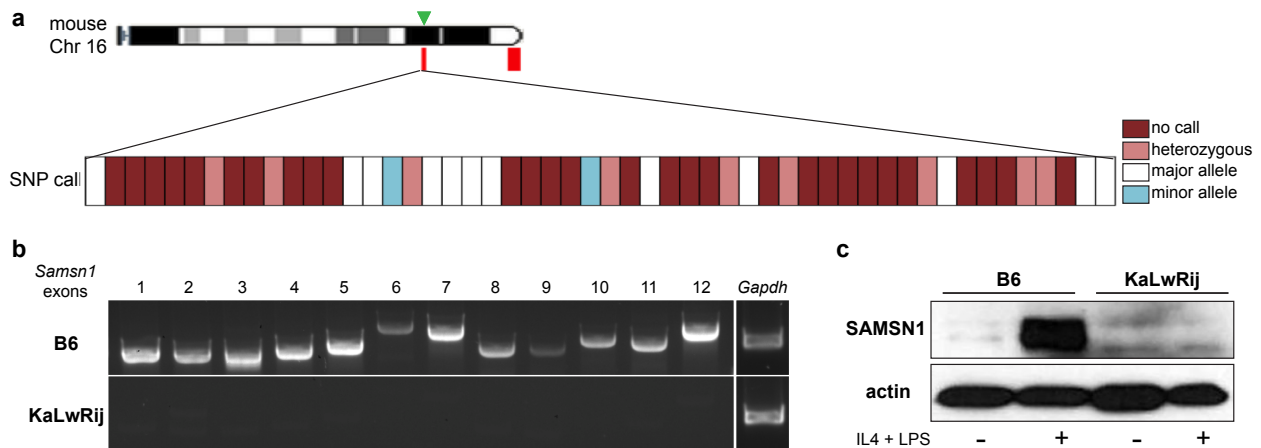 a
mouse
Chr 16
SNP call
no call
heterozygous
major allele
minor allele
b
Samsn1
exons
1 2 3 4 5 6 7 8 9 10 11 12 Gapdh
B6
KaLwRij
c
B6 KaLwRij
SAMSN1
actin
IL4 + LPS - + - +